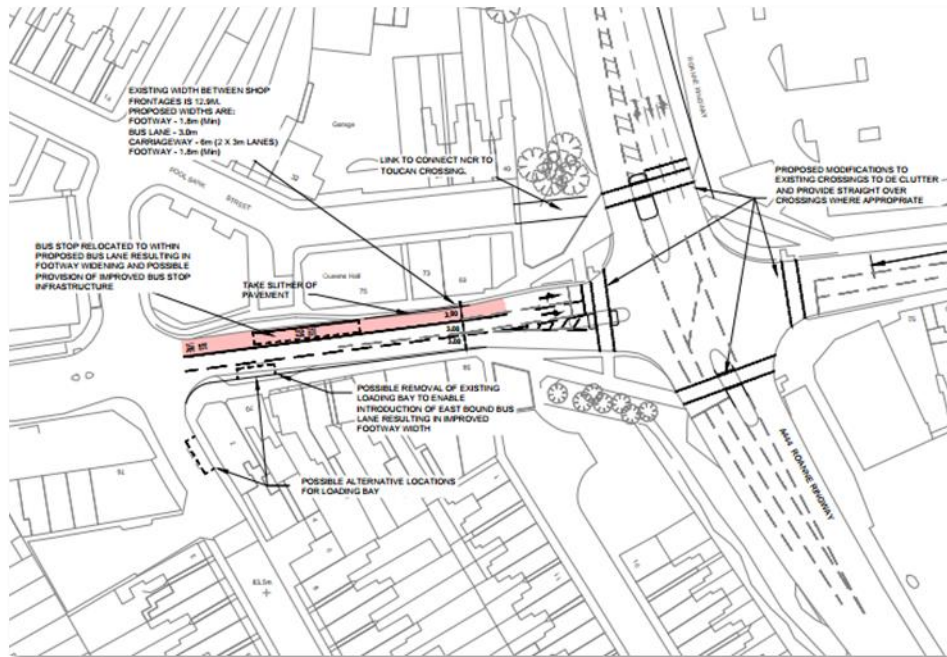 EXISTING WIDTH BETWEEN SHOP
FRONTAGES IS 12.9M.
PROPOSED WIDTHS ARE:
FOOTWAY - 1.8m (Min)
BUS LANE - 3.0m
CARRIAGEWAY - 6m (2 X 3m LANES)
FOOTWAY - 1.8m (Min)
Garage
LINK TO CONNECT NCR TO
TOUCAN CROSSING.
ROANNE RINGWAY
PROPOSED MODIFICATIONS TO
EXISTING CROSSINGS TO DE CLUTTER
AND PROVIDE STRAIGHT OVER
CROSSINGS WHERE APPROPRIATE
POOL BANK
STREET
32
49
BUS STOP RELOCATED TO WITHIN
PROPOSED BUS LANE RESULTING IN
FOOTWAY WIDENING AND POSSIBLE
PROVISION OF IMPROVED BUS STOP
INFRASTRUCTURE
Queens Hall
73
69
75
TAKE SLITHER OF
PAVEMENT
3.00
3.00
POSSIBLE REMOVAL OF EXISTING
LOADING BAY TO ENABLE
INTRODUCTION OF EAST BOUND BUS
LANE RESULTING IN IMPROVED
FOOTWAY WIDTH
POSSIBLE ALTERNATIVE LOCATIONS
FOR LOADING BAY
A444 ROANNE RINGWAY
83.5m